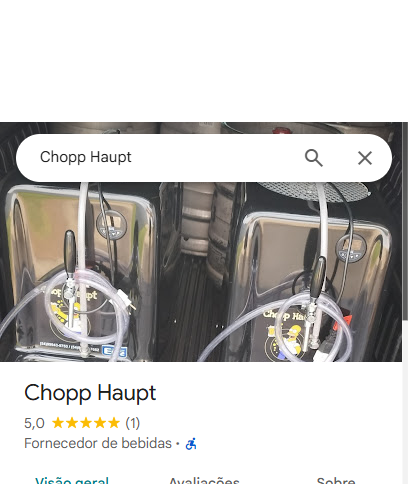 Chopp Haupt
Chopp Haupt
Chopp Haupt
Chopp Haupt
5,0 (1)
Fornecedor de bebidas ·
Visão geral Avaliações Sobre